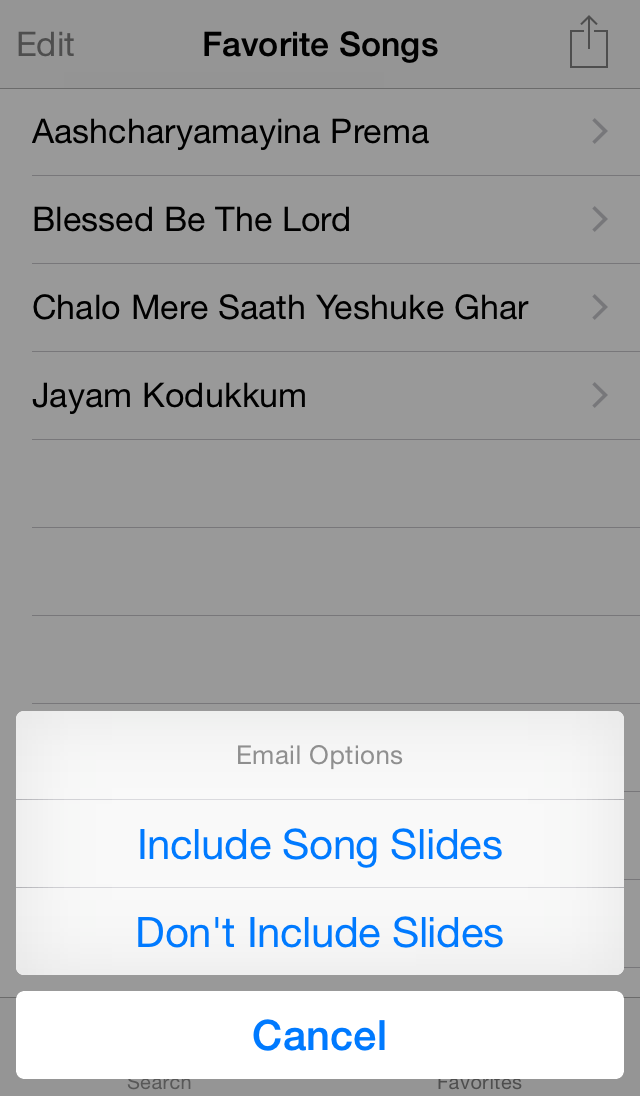 Edit Favorite Songs
Aashcharyamayina Prema
Blessed Be The Lord
Chalo Mere Saath Yeshuke Ghar
Jayam Kodukkum
Email Options
Include Song Slides
Don't Include Slides
Cancel
Search Favorites